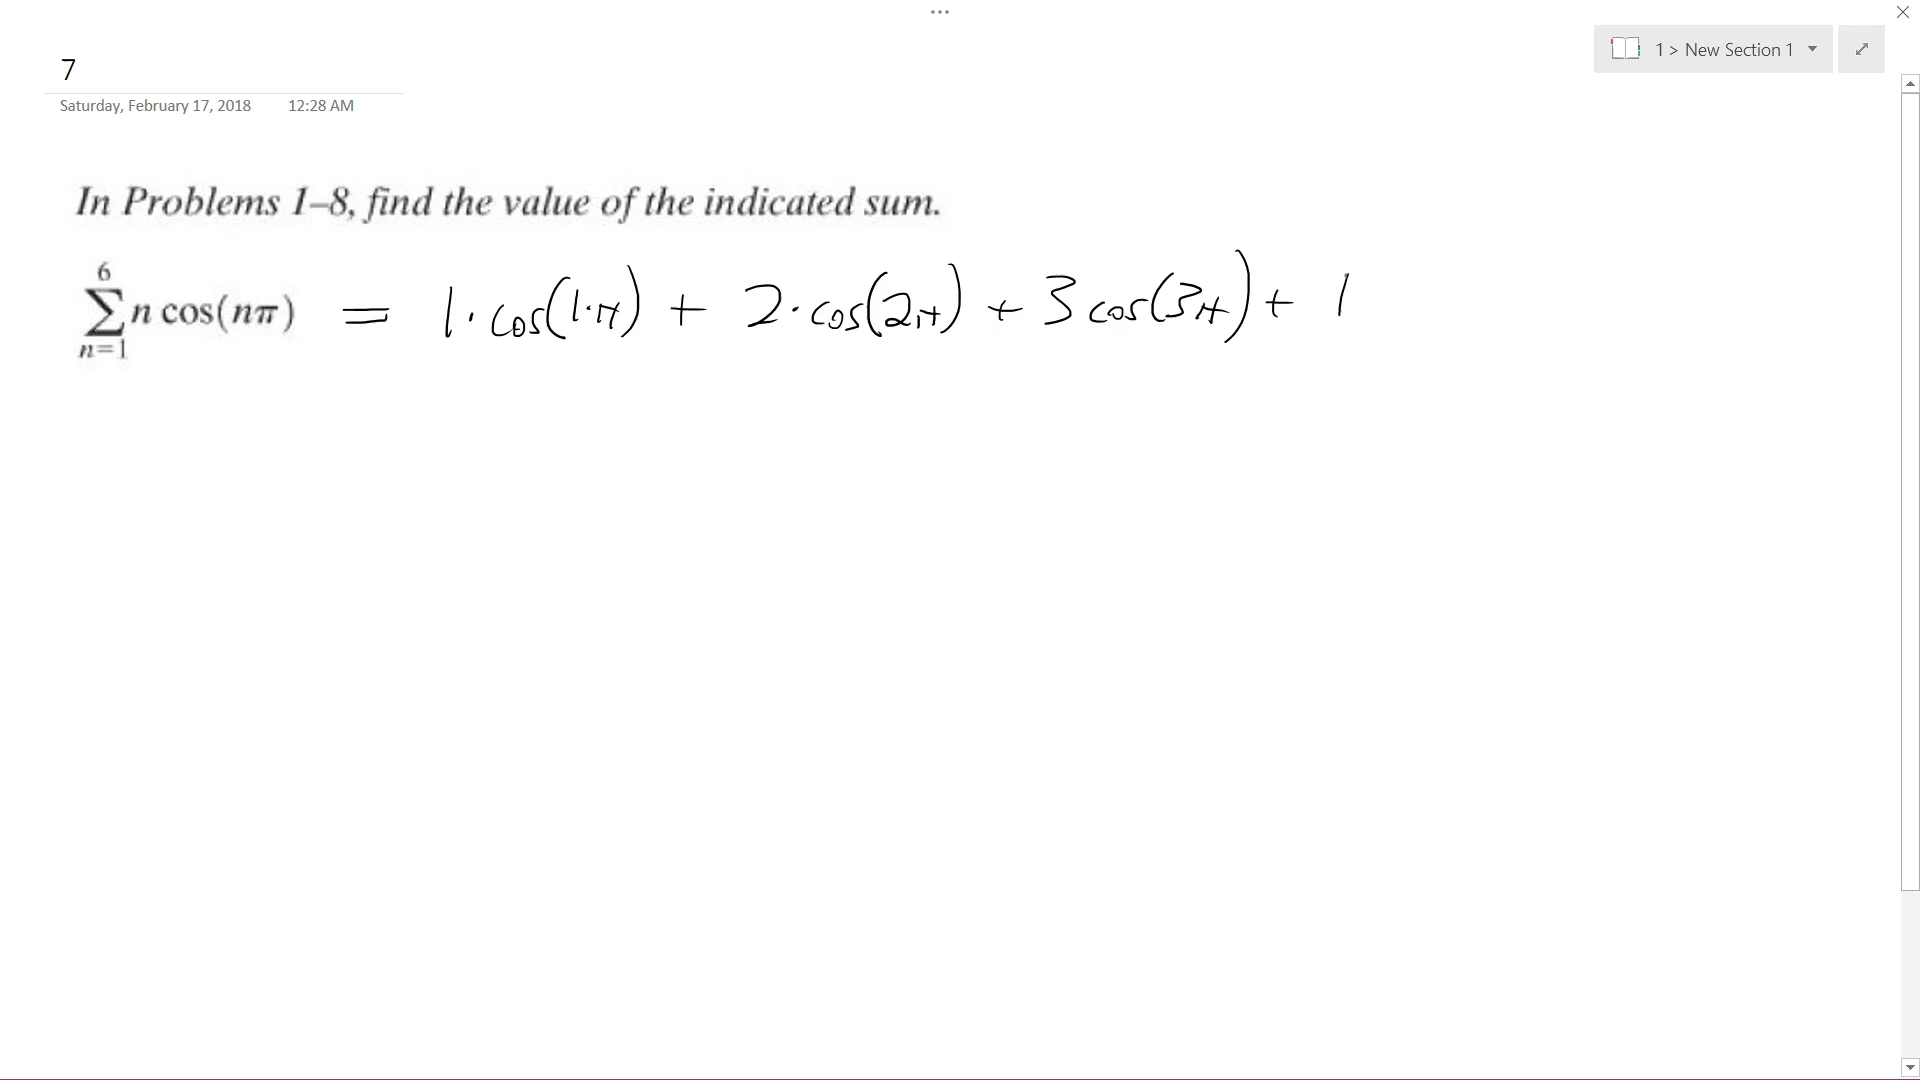 1 > New Section 1
7
Saturday, February 17, 2018 12:28 AM
In Problems 1–8, find the value of the indicated sum.
6
∑ n cos(nπ) = 1·cos(1·π) + 2·cos(2π) + 3 cos(3π) + 1
n=1